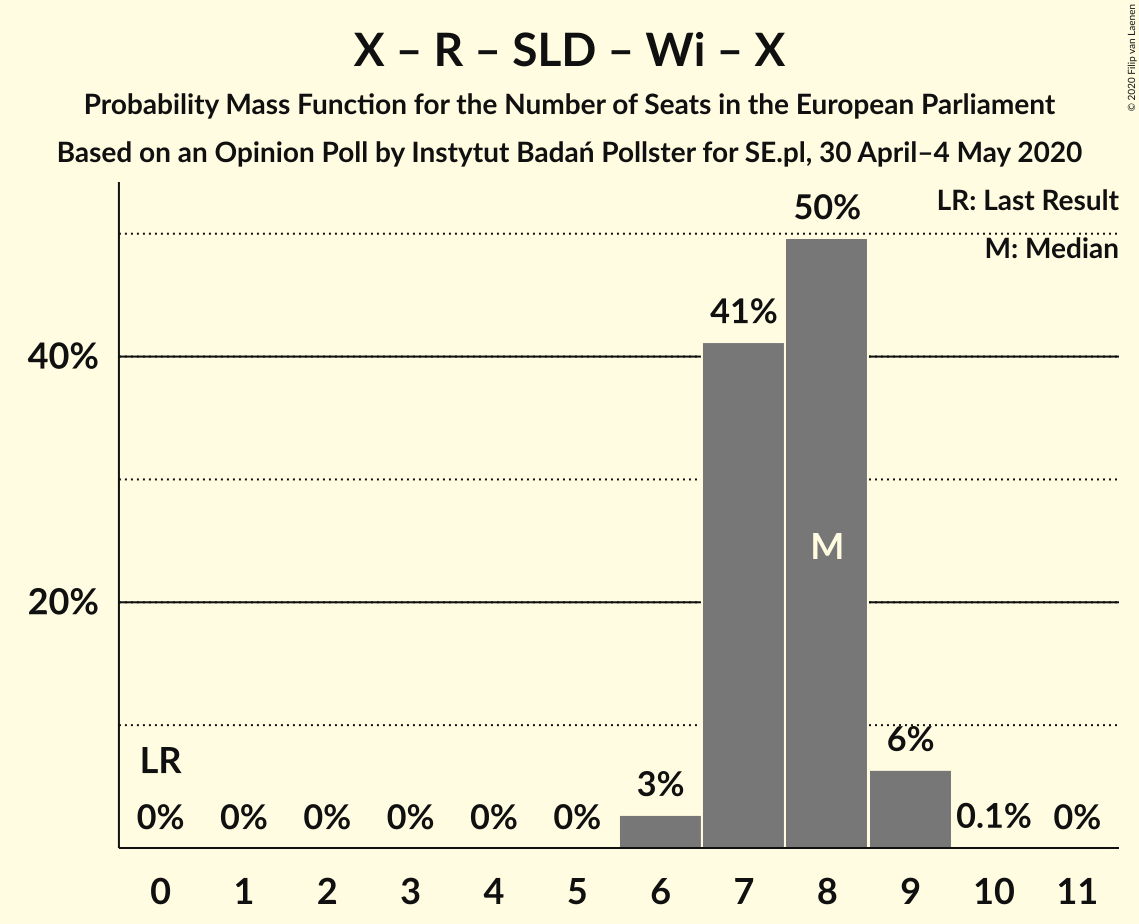 X – R – SLD – Wi – X
Probability Mass Function for the Number of Seats in the European Parliament
Based on an Opinion Poll by Instytut Badań Pollster for SE.pl, 30 April–4 May 2020
© 2020 Filip van Laenen
LR: Last Result
M: Median
50%
41%
40%
M
20%
LR
6%
3%
0% 0% 0% 0% 0% 0% 0.1% 0%
0 1 2 3 4 5 6 7 8 9 10 11